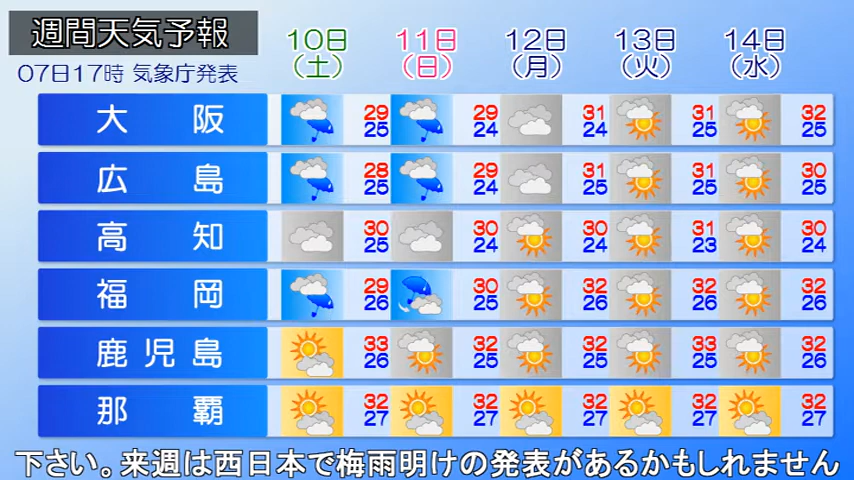 週間天気予報
07日17時 気象庁発表
10日 11日 12日 13日 14日
(土) (日) (月) (火) (水)
大阪 29 25 29 24 31 24 31 25 32 25
広島 28 25 29 24 31 25 31 25 30 25
高知 30 25 30 24 30 24 31 23 30 24
福岡 29 26 30 25 32 26 32 26 32 26
鹿児島 33 26 32 25 32 25 33 25 32 26
那覇 32 27 32 27 32 27 32 27 32 27
下さい。来週は西日本で梅雨明けの発表があるかもしれません